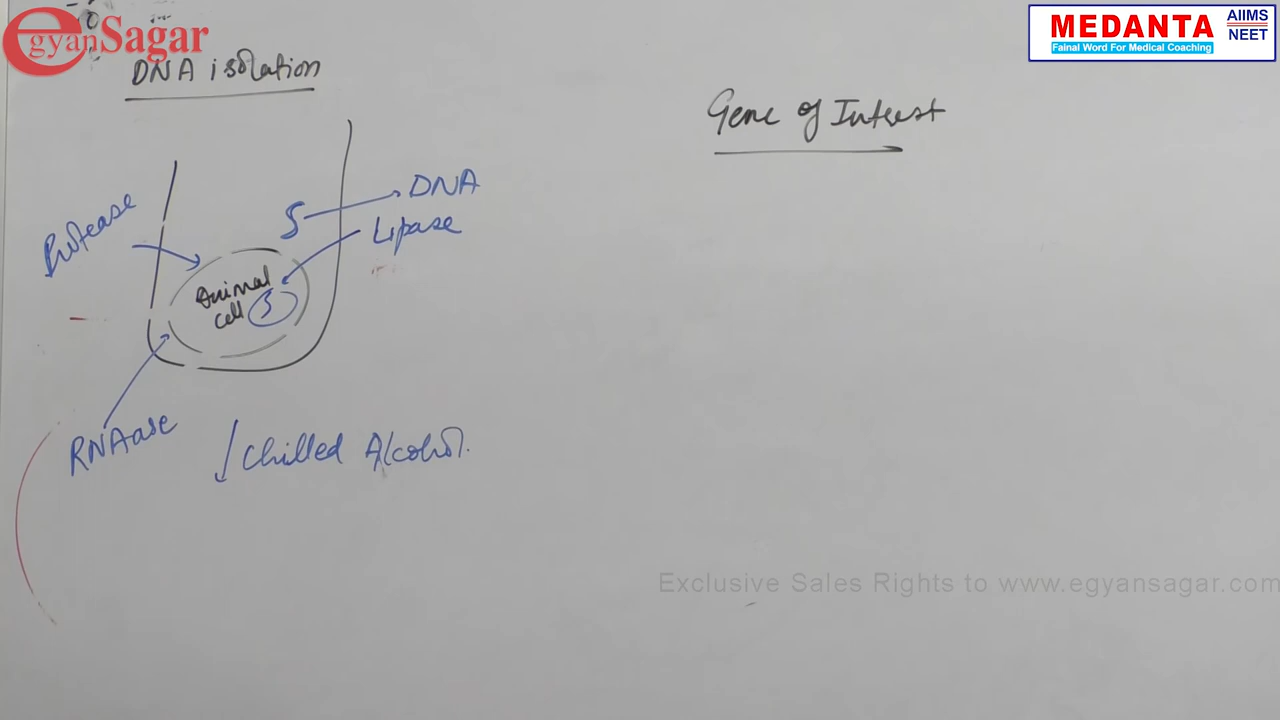 egyanSagar
MEDANTA
AIIMS
NEET
Fainal Word For Medical Coaching
DNA isolation
Gene of Interest
Protease
S
DNA
Lipase
Animal
cell
RNAase
Chilled Alcohol.
Exclusive Sales Rights to www.egyansagar.com